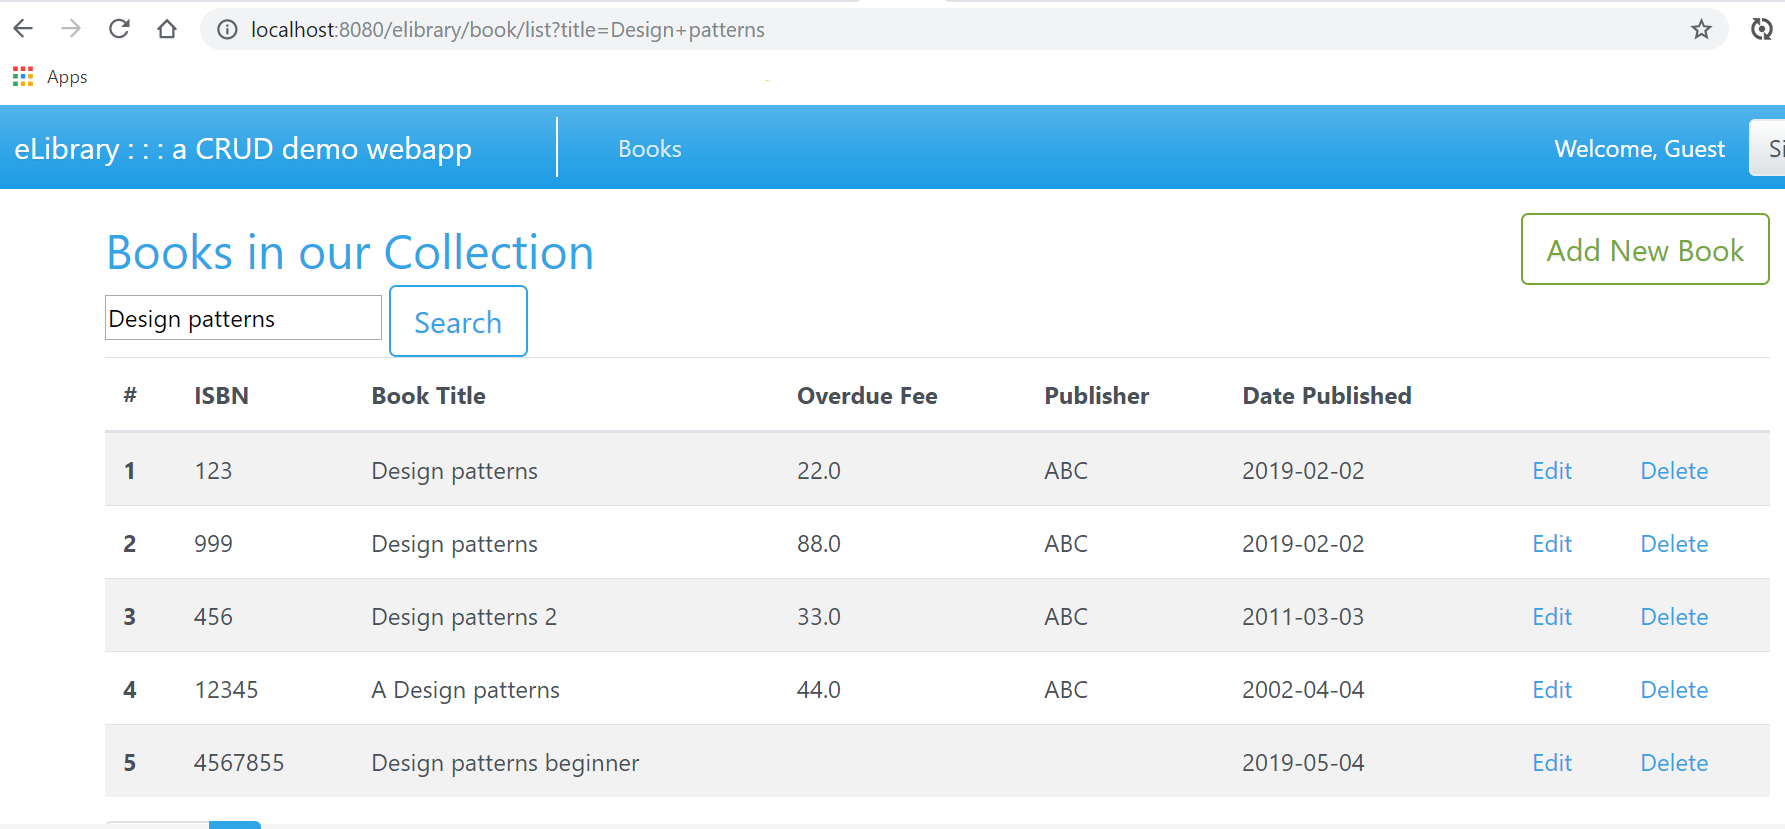 localhost:8080/elibrary/book/list?title=Design+patterns
Apps
eLibrary : : : a CRUD demo webapp Books Welcome, Guest
Books in our Collection Add New Book
Design patterns Search
# ISBN Book Title Overdue Fee Publisher Date Published
1 123 Design patterns 22.0 ABC 2019-02-02 Edit Delete
2 999 Design patterns 88.0 ABC 2019-02-02 Edit Delete
3 456 Design patterns 2 33.0 ABC 2011-03-03 Edit Delete
4 12345 A Design patterns 44.0 ABC 2002-04-04 Edit Delete
5 4567855 Design patterns beginner 2019-05-04 Edit Delete